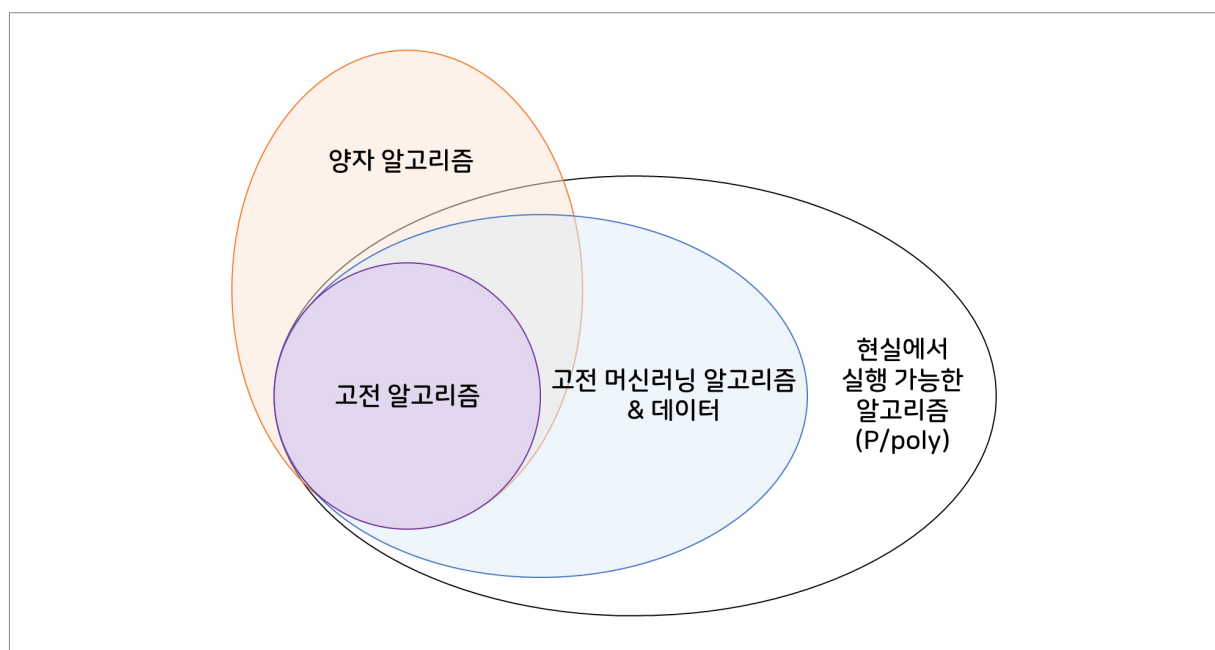 양자 알고리즘
고전 알고리즘
고전 머신러닝 알고리즘
& 데이터
현실에서
실행 가능한
알고리즘
(P/poly)